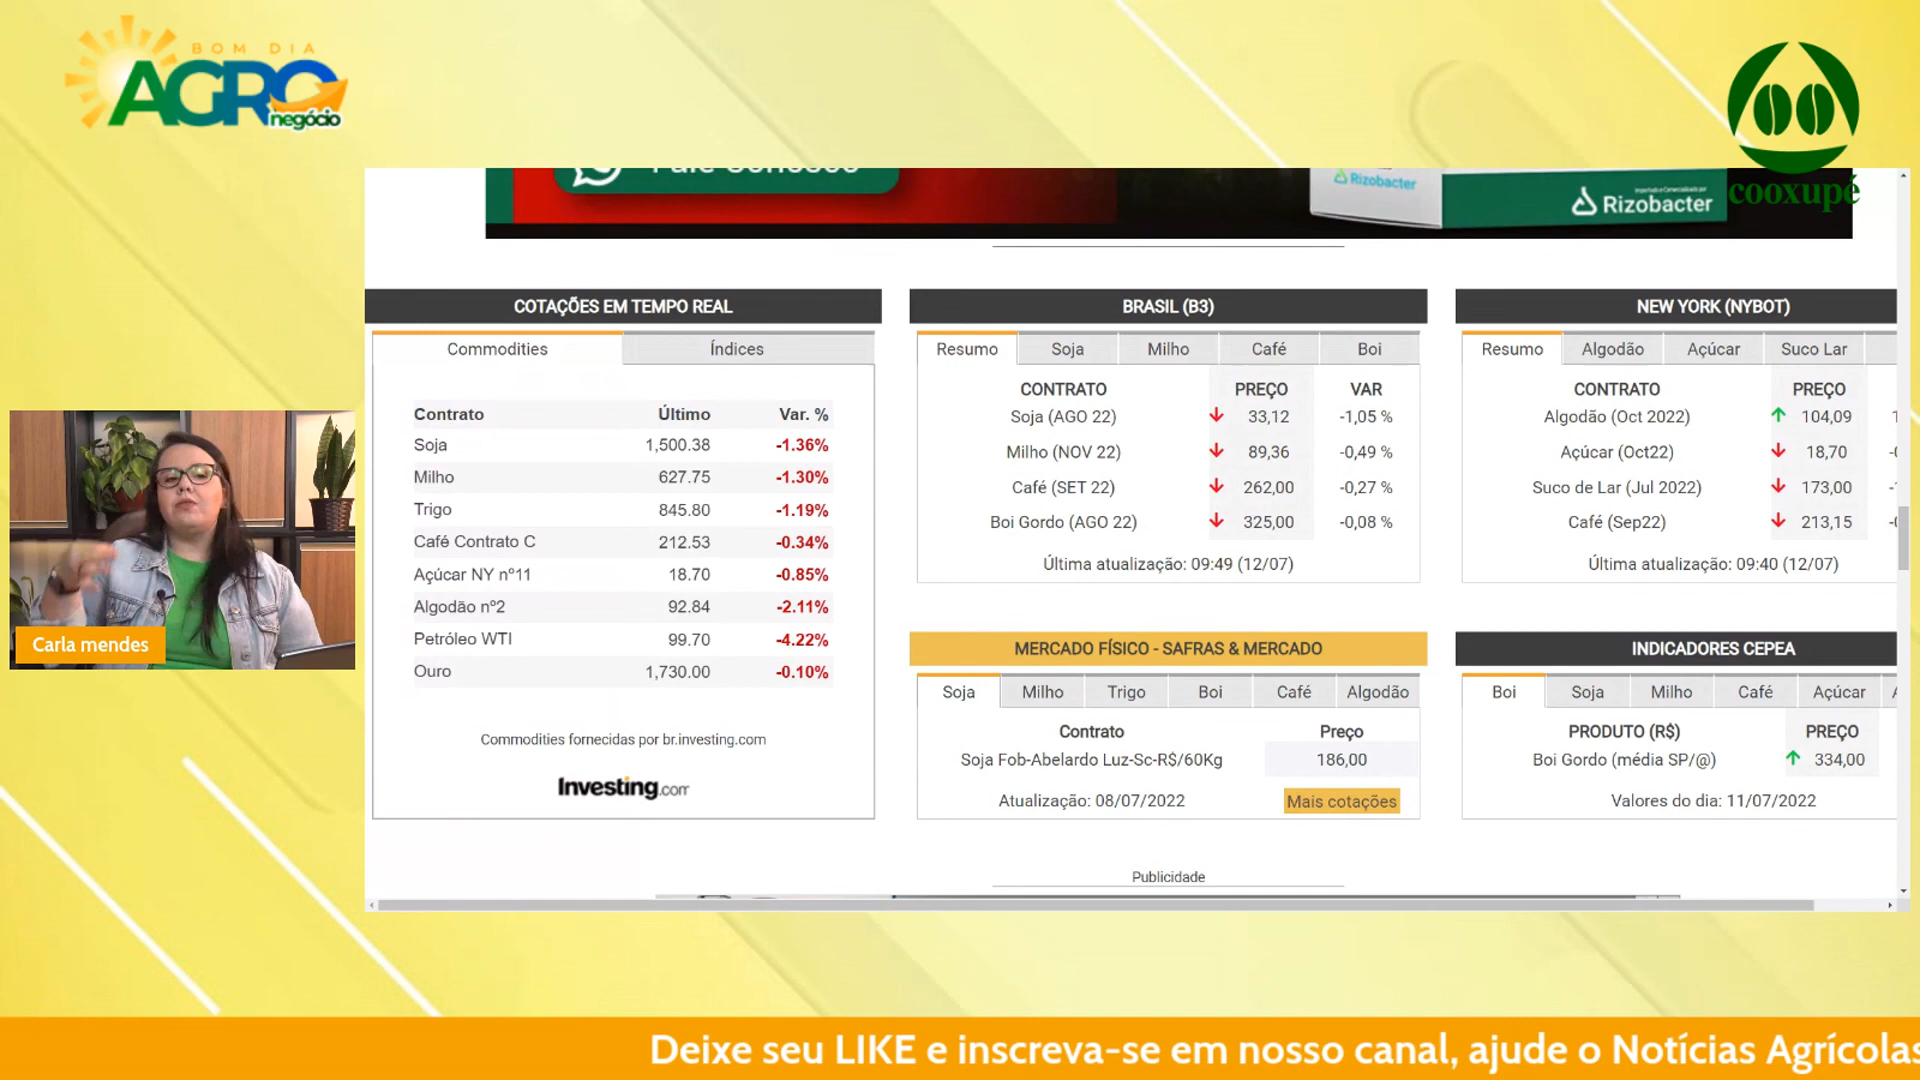 BOM DIA
AGRO
negócio
cooxupé
Fale Conosco
Rizobacter
Rizobacter
COTAÇÕES EM TEMPO REAL
Commodities Índices
Contrato Último Var. %
Soja 1,500.38 -1.36%
Milho 627.75 -1.30%
Trigo 845.80 -1.19%
Café Contrato C 212.53 -0.34%
Açúcar NY nº11 18.70 -0.85%
Algodão nº2 92.84 -2.11%
Petróleo WTI 99.70 -4.22%
Ouro 1,730.00 -0.10%
Commodities fornecidas por br.investing.com
Investing.com
BRASIL (B3)
Resumo Soja Milho Café Boi
CONTRATO PREÇO VAR
Soja (AGO 22) 33,12 -1,05 %
Milho (NOV 22) 89,36 -0,49 %
Café (SET 22) 262,00 -0,27 %
Boi Gordo (AGO 22) 325,00 -0,08 %
Última atualização: 09:49 (12/07)
NEW YORK (NYBOT)
Resumo Algodão Açúcar Suco Lar
CONTRATO PREÇO
Algodão (Oct 2022) 104,09
Açúcar (Oct22) 18,70
Suco de Lar (Jul 2022) 173,00
Café (Sep22) 213,15
Última atualização: 09:40 (12/07)
MERCADO FÍSICO - SAFRAS & MERCADO
Soja Milho Trigo Boi Café Algodão
Contrato Preço
Soja Fob-Abelardo Luz-Sc-R$/60Kg 186,00
Atualização: 08/07/2022 Mais cotações
INDICADORES CEPEA
Boi Soja Milho Café Açúcar
PRODUTO (R$) PREÇO
Boi Gordo (média SP/@) 334,00
Valores do dia: 11/07/2022
Publicidade
Carla mendes
Deixe seu LIKE e inscreva-se em nosso canal, ajude o Notícias Agrícolas